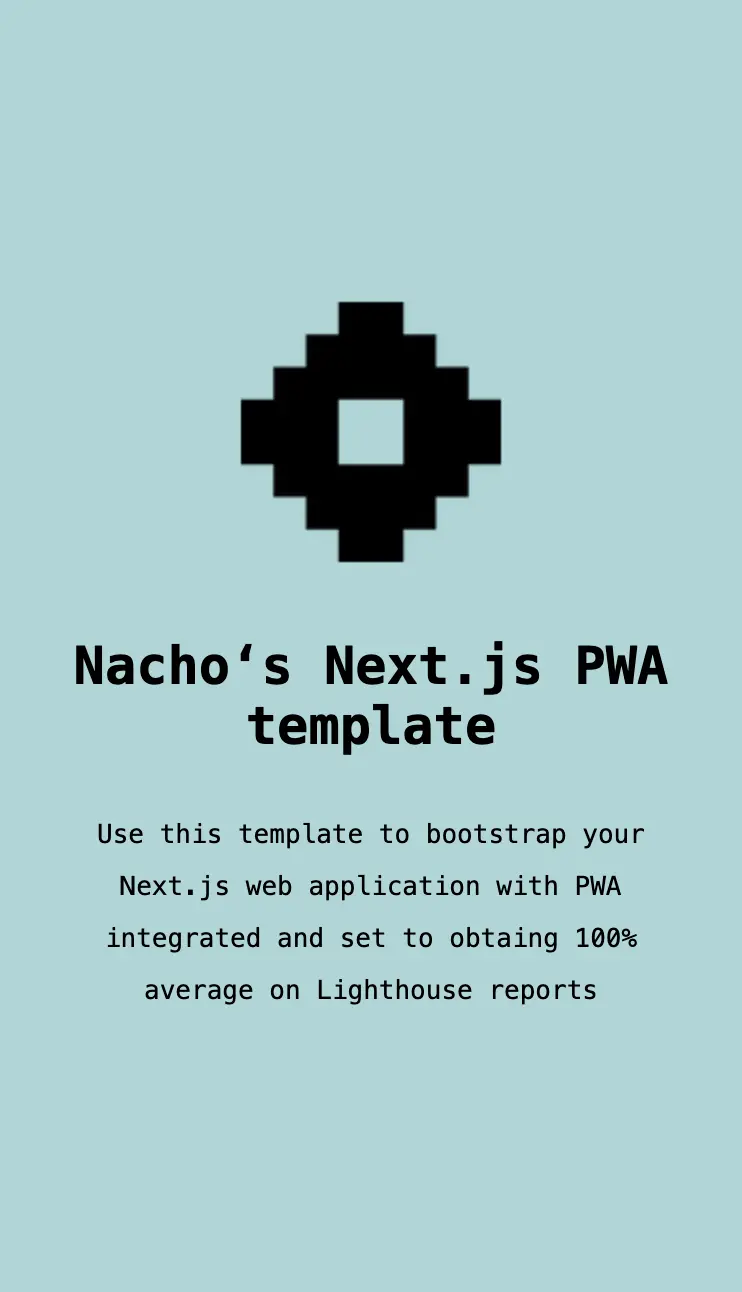 Nacho‘s Next.js PWA
template
Use this template to bootstrap your
Next.js web application with PWA
integrated and set to obtaing 100%
average on Lighthouse reports